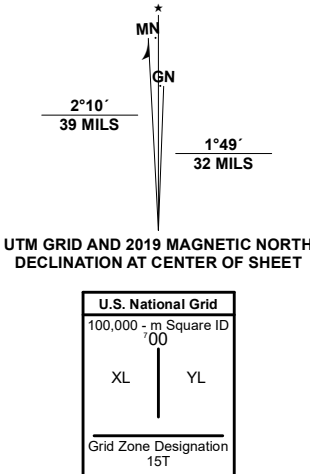 ★
MN
GN
2°10´
39 MILS
1°49´
32 MILS
UTM GRID AND 2019 MAGNETIC NORTH
DECLINATION AT CENTER OF SHEET
U.S. National Grid
100,000 - m Square ID
⁷00
XL YL
Grid Zone Designation
15T